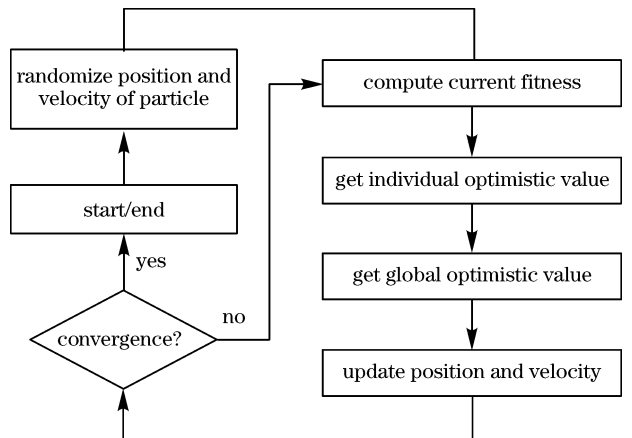 randomize position and
velocity of particle
start/end
yes
convergence?
no
compute current fitness
get individual optimistic value
get global optimistic value
update position and velocity